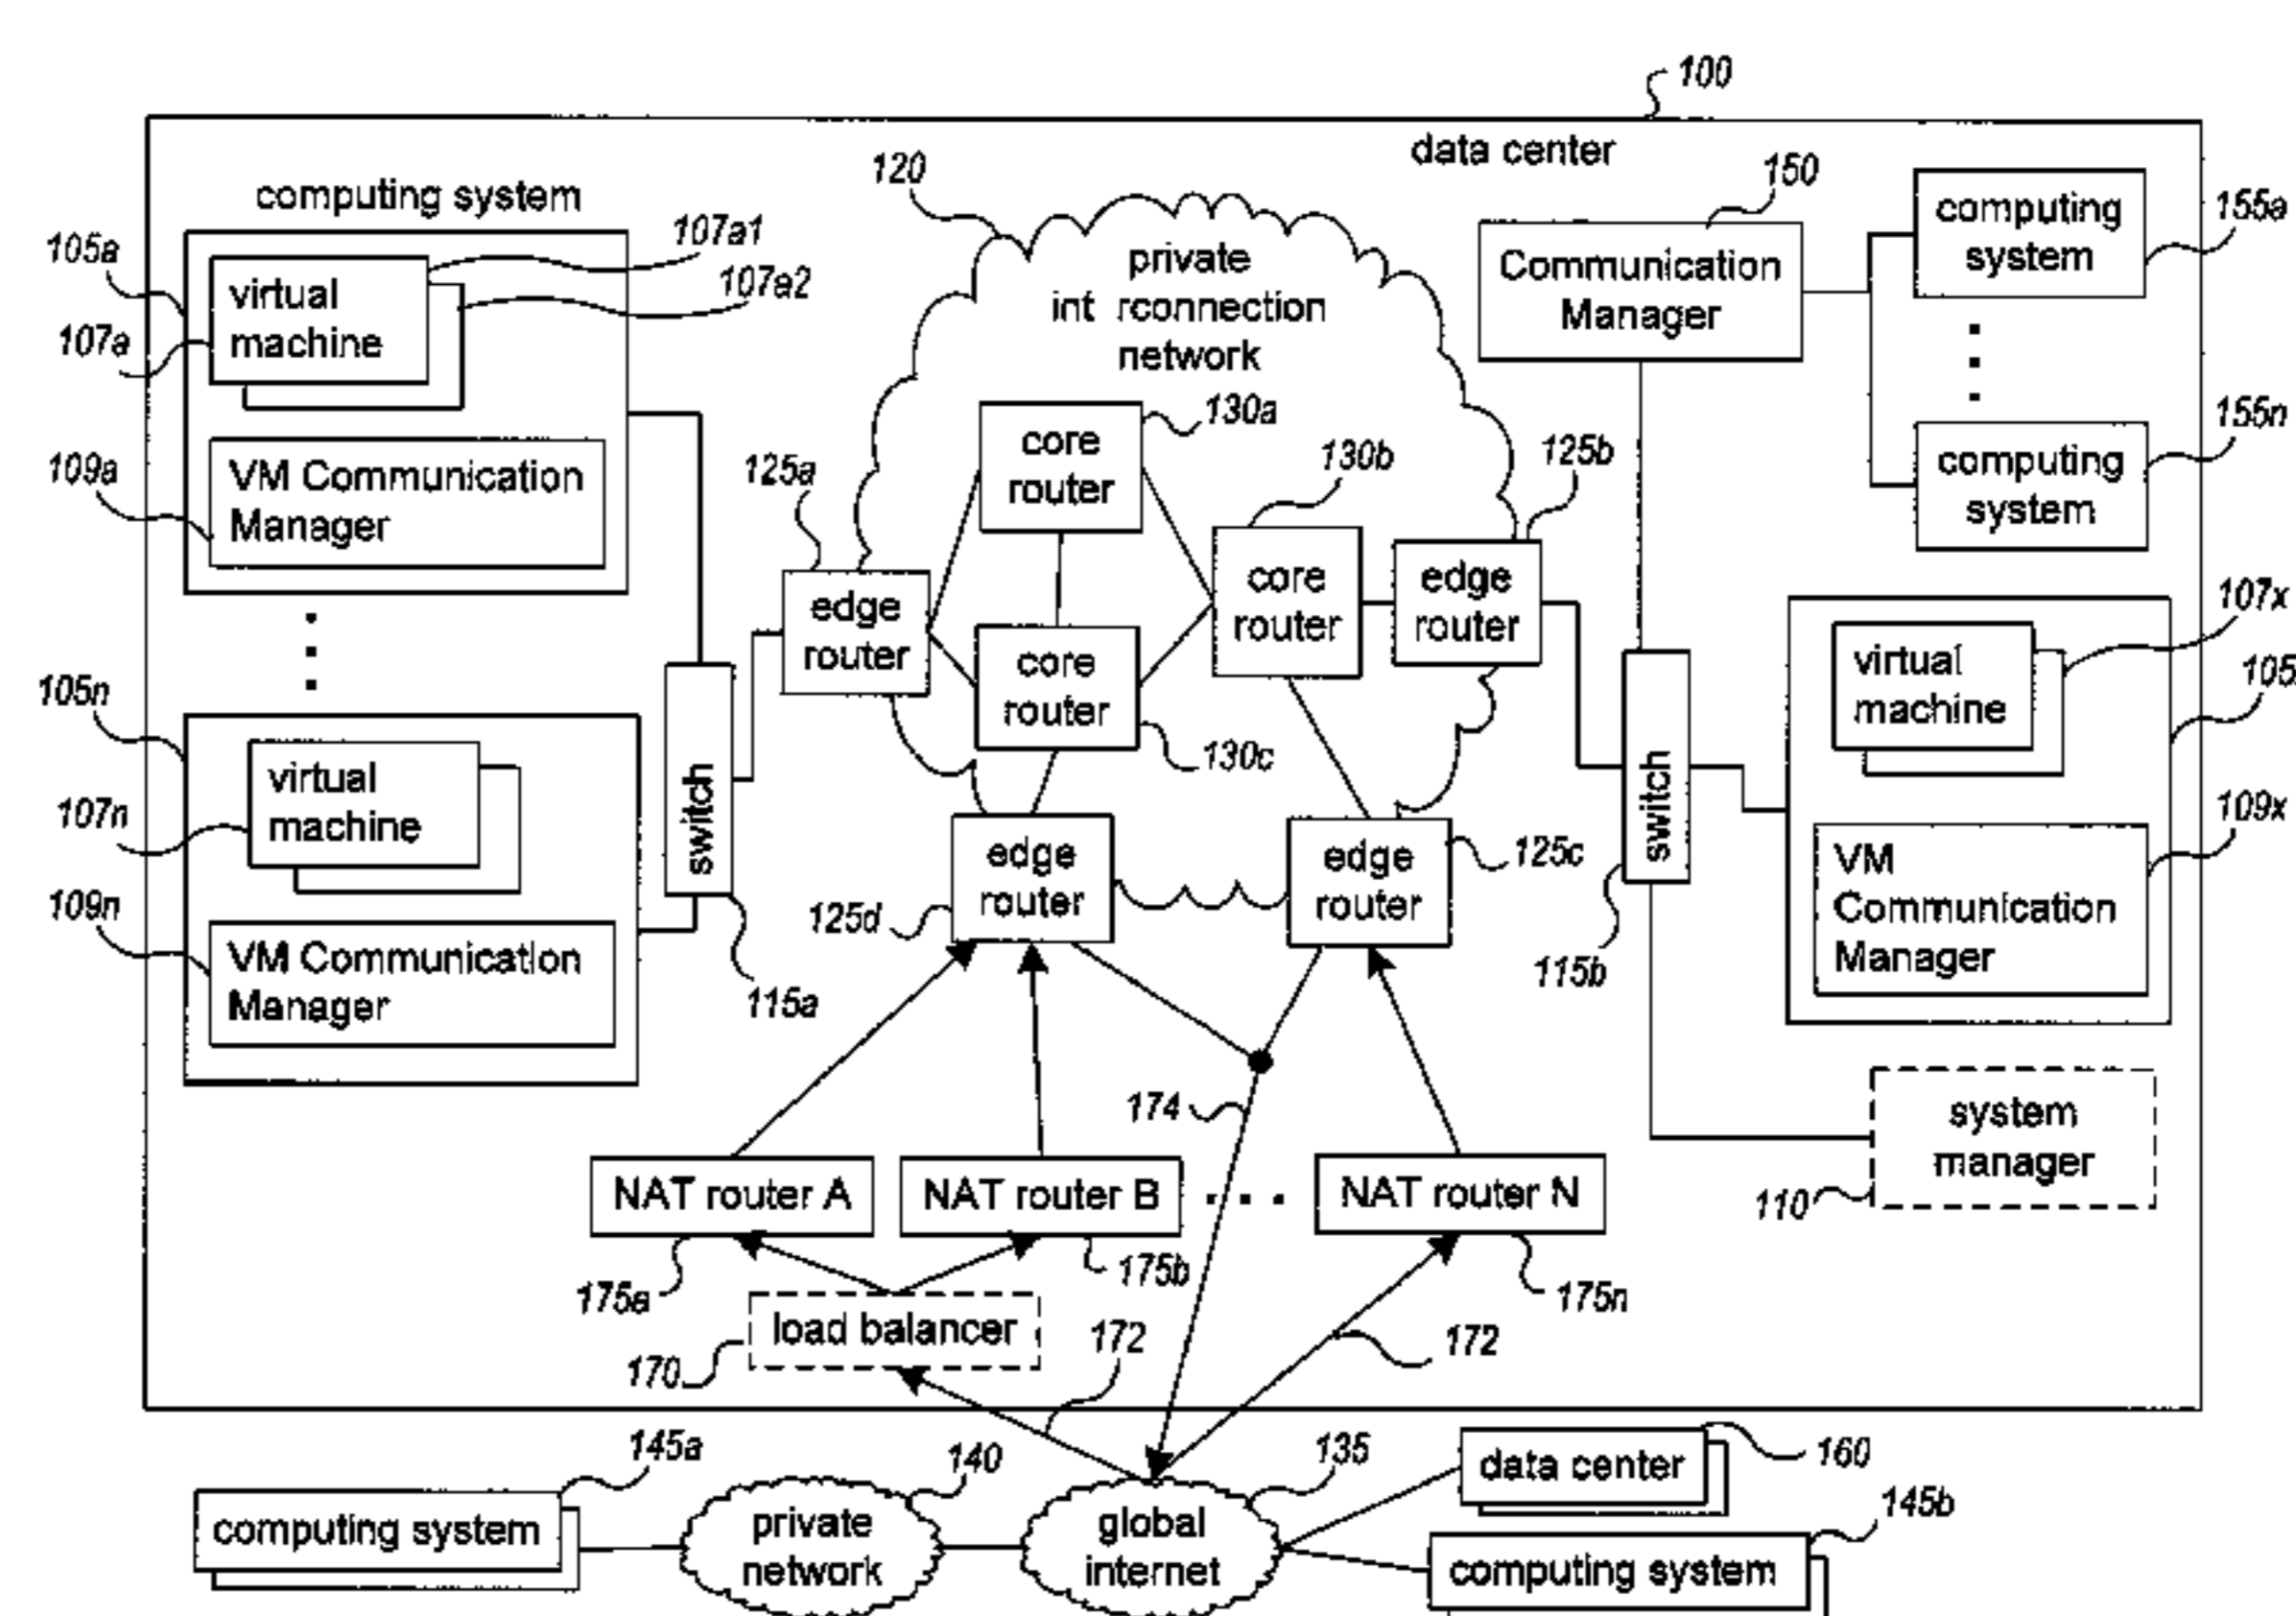 100
data center
120
150
computing system
155a
computing system
107a1
105a
107a2
virtual machine
107a
private
int rconnection
network
Communication
Manager
155n
computing system
130a
core router
130b
core router
125b
edge router
109a
VM Communication
Manager
125a
edge router
core router
130c
107x
virtual machine
105
105n
virtual machine
107n
switch
115a
switch
115b
109x
VM
Communication
Manager
109n
VM Communication
Manager
edge router
125d
edge router
125c
174
system manager
110
NAT router A
NAT router B
. . .
NAT router N
175a
175b
175n
load balancer
170
172
172
145a
computing system
140
private network
135
global internet
160
data center
145b
computing system